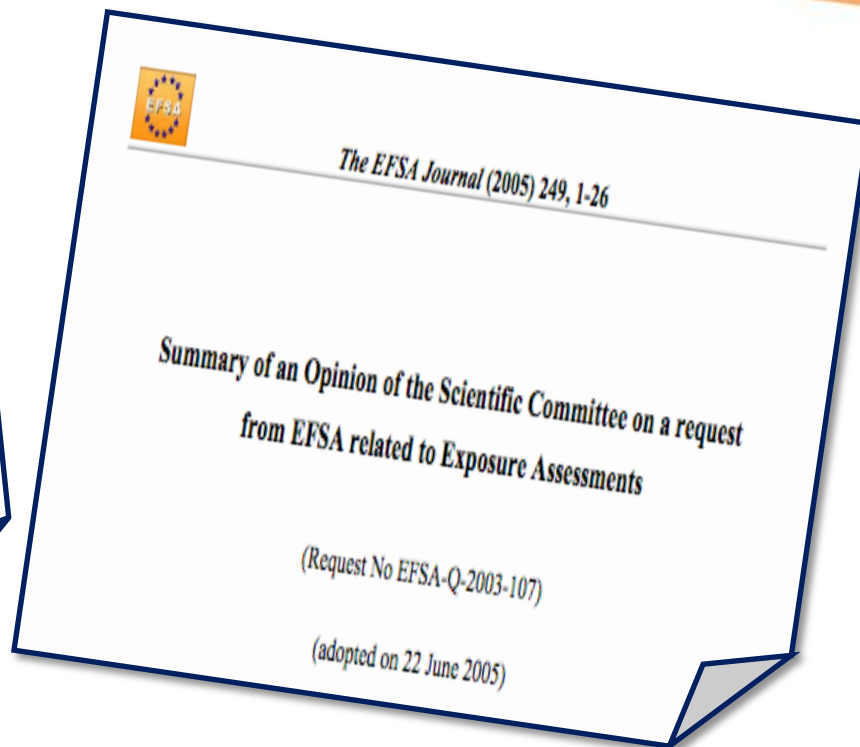 EFSA
The EFSA Journal (2005) 249, 1-26
Summary of an Opinion of the Scientific Committee on a request
from EFSA related to Exposure Assessments
(Request No EFSA-Q-2003-107)
(adopted on 22 June 2005)